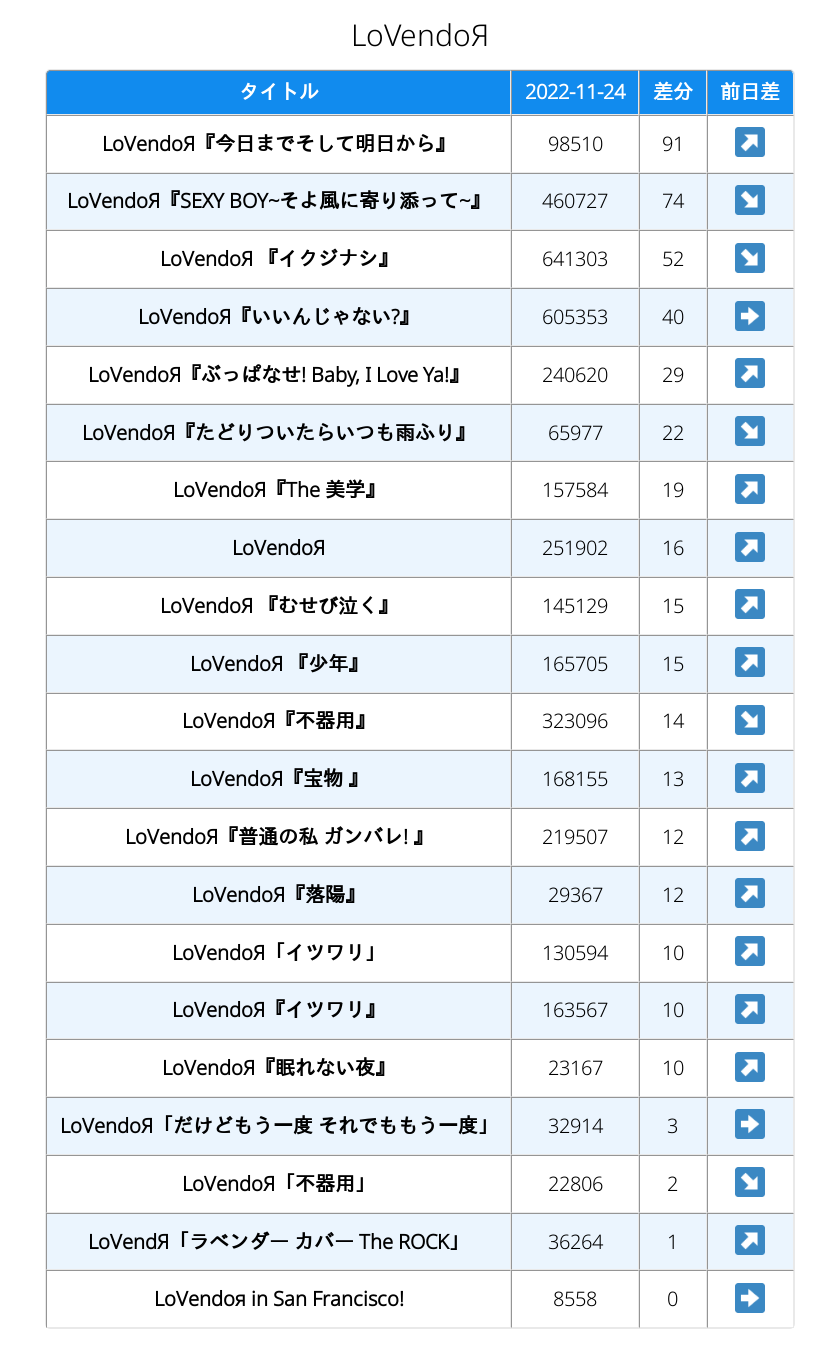 LoVendoЯ
タイトル 2022-11-24 差分 前日差
LoVendoЯ『今日までそして明日から』 98510 91 ↗
LoVendoЯ『SEXY BOY~そよ風に寄り添って~』 460727 74 ↘
LoVendoЯ 『イクジナシ』 641303 52 ↘
LoVendoЯ『いいんじゃない?』 605353 40 ➡
LoVendoЯ『ぶっぱなせ! Baby, I Love Ya!』 240620 29 ↗
LoVendoЯ『たどりついたらいつも雨ふり』 65977 22 ↘
LoVendoЯ『The 美学』 157584 19 ↗
LoVendoЯ 251902 16 ↗
LoVendoЯ 『むせび泣く』 145129 15 ↗
LoVendoЯ 『少年』 165705 15 ↗
LoVendoЯ『不器用』 323096 14 ↘
LoVendoЯ『宝物 』 168155 13 ↗
LoVendoЯ『普通の私 ガンバレ! 』 219507 12 ↗
LoVendoЯ『落陽』 29367 12 ↗
LoVendoЯ「イツワリ」 130594 10 ↗
LoVendoЯ『イツワリ』 163567 10 ↗
LoVendoЯ『眠れない夜』 23167 10 ↗
LoVendoЯ「だけどもう一度 それでももう一度」 32914 3 ➡
LoVendoЯ「不器用」 22806 2 ↘
LoVendЯ「ラベンダー カバー The ROCK」 36264 1 ↗
LoVendoя in San Francisco! 8558 0 ➡